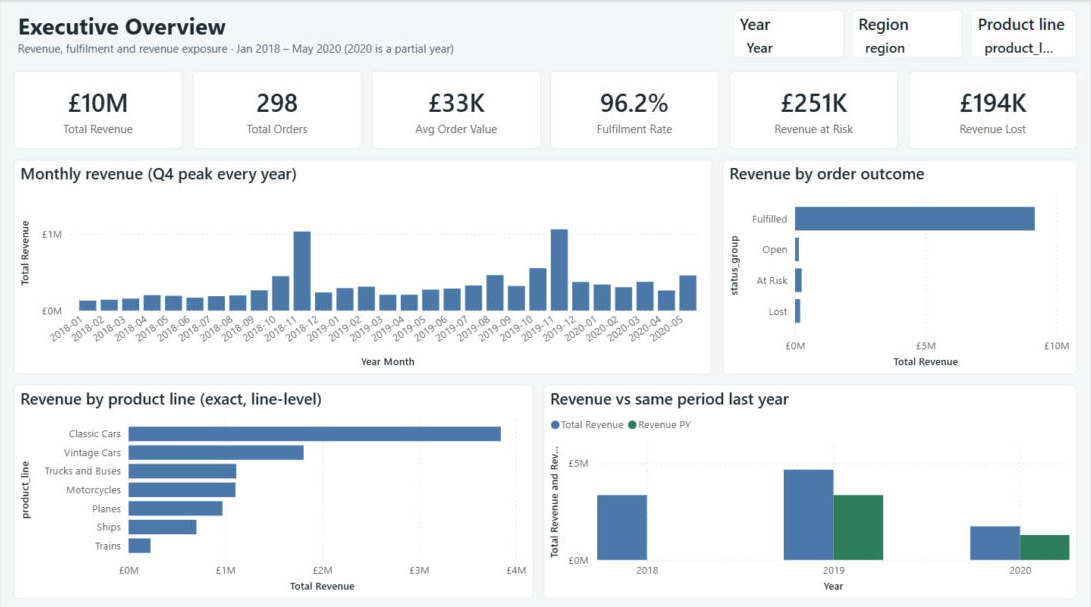 Executive Overview
Revenue, fulfilment and revenue exposure · Jan 2018 – May 2020 (2020 is a partial year)
Year
Year
Region
region
Product line
product_l...
£10M
Total Revenue
298
Total Orders
£33K
Avg Order Value
96.2%
Fulfilment Rate
£251K
Revenue at Risk
£194K
Revenue Lost
Monthly revenue (Q4 peak every year)
Total Revenue
£1M
£0M
2018-01
2018-02
2018-03
2018-04
2018-05
2018-06
2018-07
2018-08
2018-09
2018-10
2018-11
2018-12
2019-01
2019-02
2019-03
2019-04
2019-05
2019-06
2019-07
2019-08
2019-09
2019-10
2019-11
2019-12
2020-01
2020-02
2020-03
2020-04
2020-05
Year Month
Revenue by order outcome
status_group
Fulfilled
Open
At Risk
Lost
£0M
£5M
£10M
Total Revenue
Revenue by product line (exact, line-level)
product_line
Classic Cars
Vintage Cars
Trucks and Buses
Motorcycles
Planes
Ships
Trains
£0M
£1M
£2M
£3M
£4M
Total Revenue
Revenue vs same period last year
Total Revenue
Revenue PY
Total Revenue and Rev...
£5M
£0M
2018
2019
2020
Year